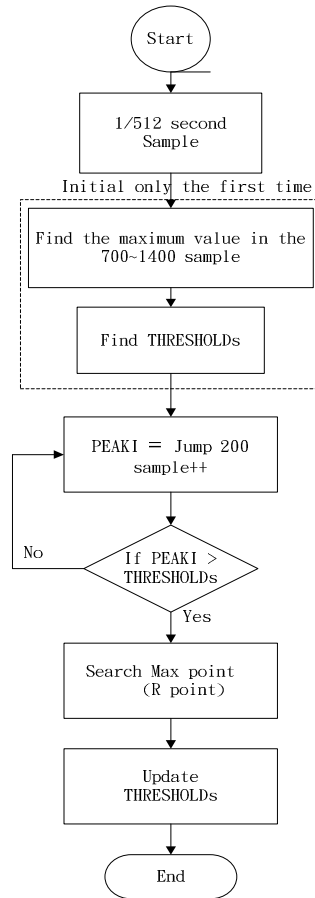 Start
1/512 second
Sample
Initial only the first time
Find the maximum value in the
700~1400 sample
Find THRESHOLDs
PEAKI = Jump 200
sample++
If PEAKI >
THRESHOLDs
No
Yes
Search Max point
(R point)
Update
THRESHOLDs
End